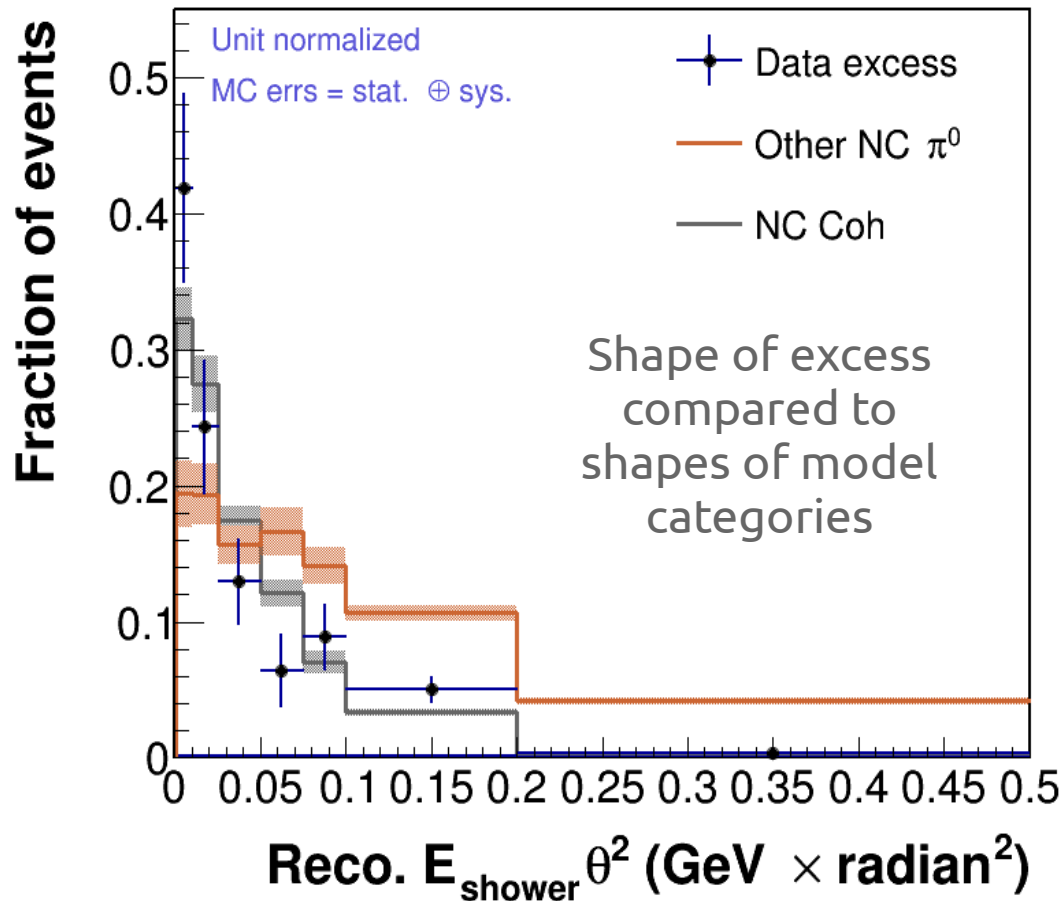 Unit normalized
MC errs = stat. ⊕ sys.
Data excess
Other NC π⁰
NC Coh
Shape of excess
compared to
shapes of model
categories
Fraction of events
0.5
0.4
0.3
0.2
0.1
0
0 0.05 0.1 0.15 0.2 0.25 0.3 0.35 0.4 0.45 0.5
Reco. E_shower θ² (GeV × radian²)